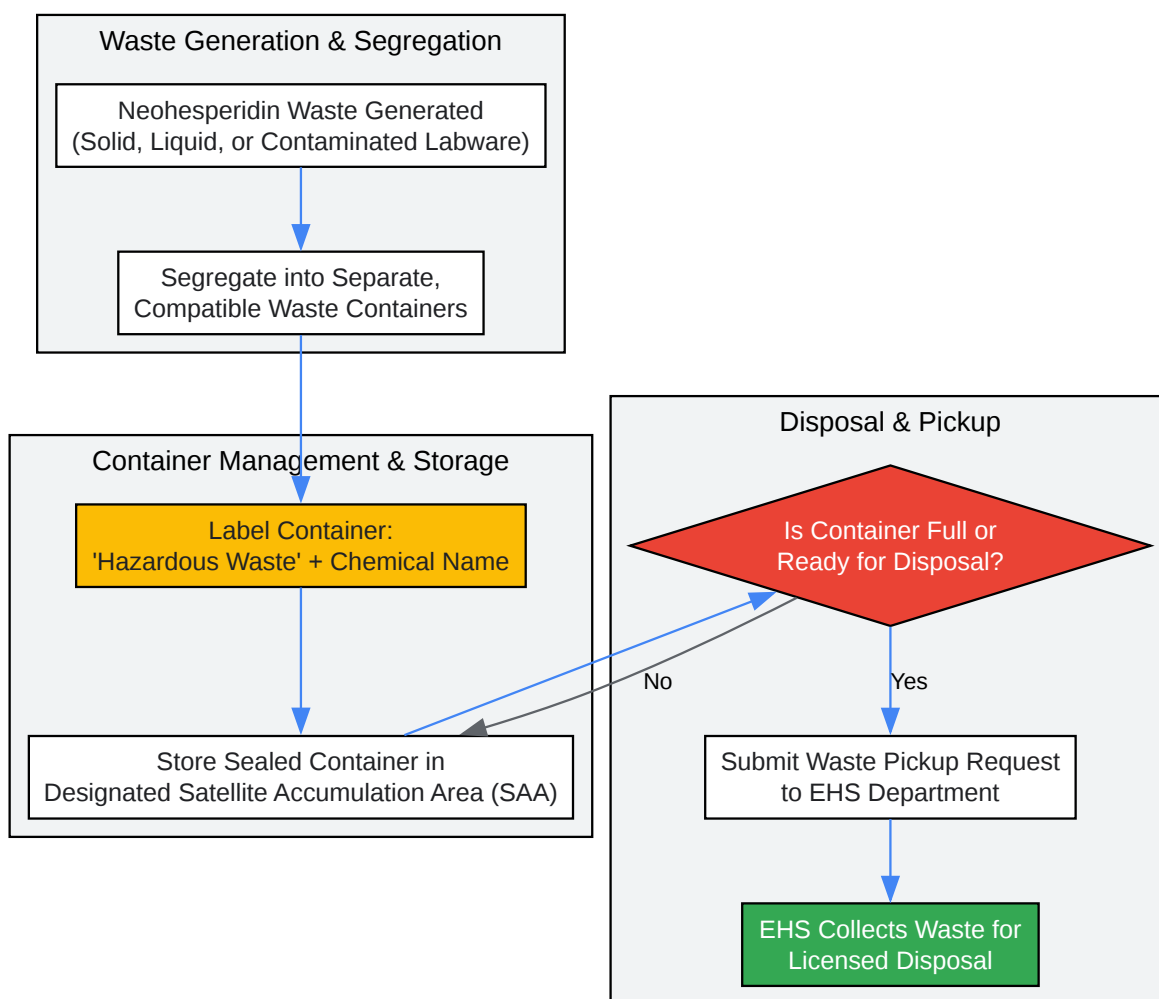 Waste Generation & Segregation
Neohesperidin Waste Generated
(Solid, Liquid, or Contaminated Labware)
Segregate into Separate,
Compatible Waste Containers
Container Management & Storage
Label Container:
'Hazardous Waste' + Chemical Name
Store Sealed Container in
Designated Satellite Accumulation Area (SAA)
Disposal & Pickup
Is Container Full or
Ready for Disposal?
No
Yes
Submit Waste Pickup Request
to EHS Department
EHS Collects Waste for
Licensed Disposal